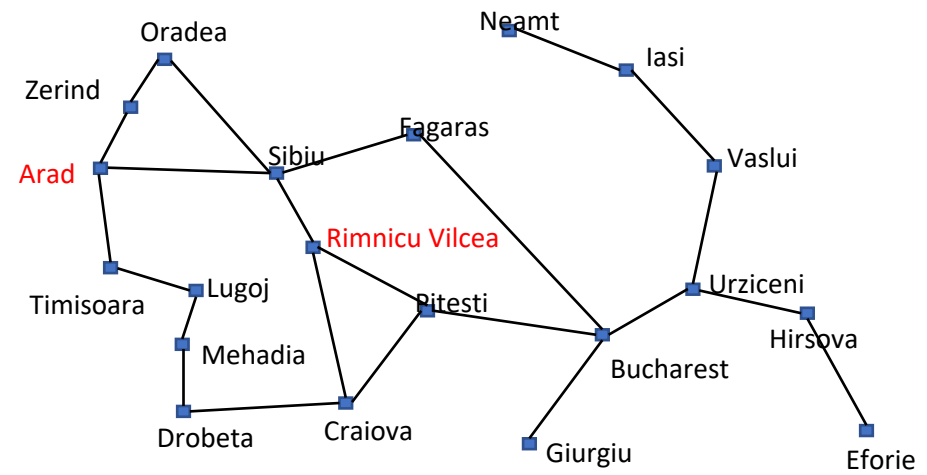 Neamt
Oradea
Iasi
Zerind
Fagaras
Sibiu
Vaslui
Arad
Rimnicu Vilcea
Urziceni
Lugoj
Timisoara
Pitesti
Hirsova
Mehadia
Bucharest
Craiova
Drobeta
Giurgiu
Eforie